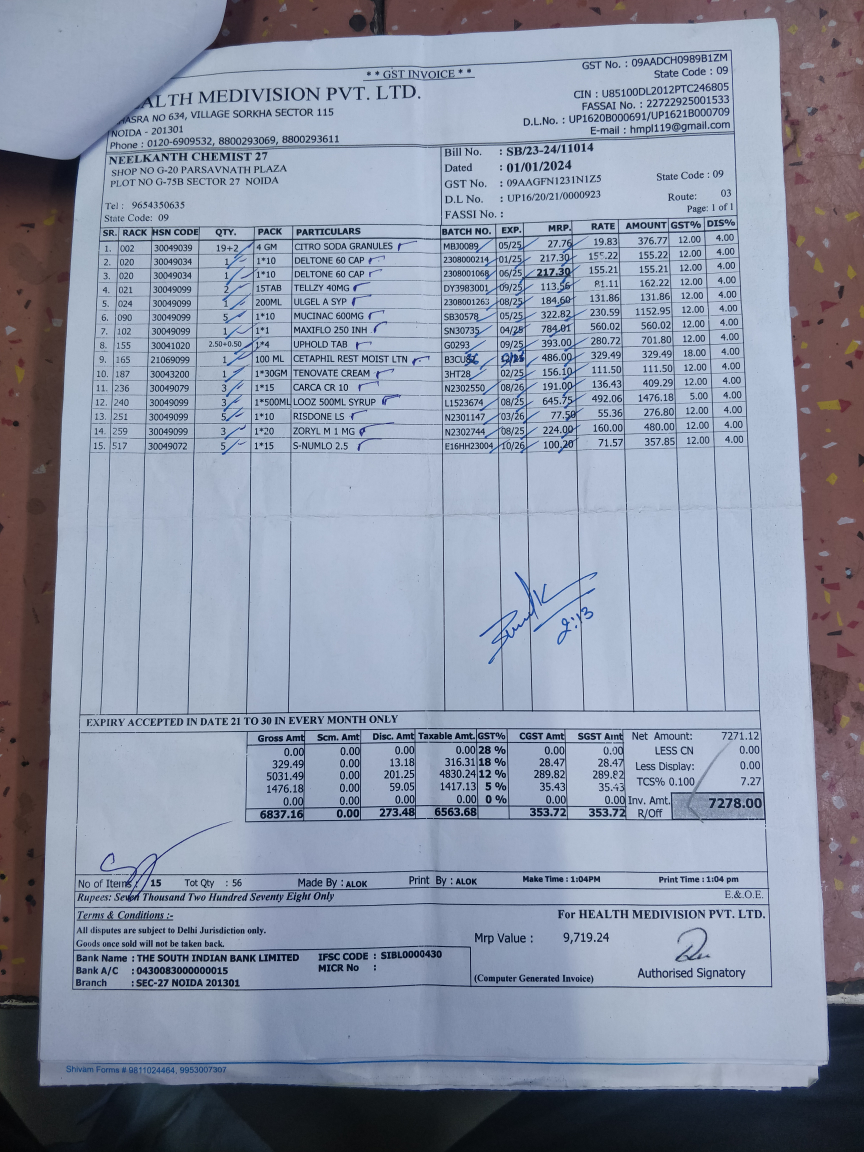 * * GST INVOICE * *
GST No. : 09AADCH0989B1ZM
State Code : 09
ALTH MEDIVISION PVT. LTD.
CIN : U85100DL2012PTC246805
ASRA NO 634, VILLAGE SORKHA SECTOR 115
FASSAI No. : 22722925001533
NOIDA - 201301
D.L.No. : UP1620B000691/UP1621B000709
Phone : 0120-6909532, 8800293069, 8800293611
E-mail : hmpl119@gmail.com
NEELKANTH CHEMIST 27
SHOP NO G-20 PARSAVNATH PLAZA
PLOT NO G-75B SECTOR 27 NOIDA
Tel : 9654350635
State Code: 09
Bill No. : SB/23-24/11014
Dated : 01/01/2024
GST No. : 09AAGFN1231N1Z5 State Code : 09
D.L No. : UP16/20/21/0000923 Route: 03
FASSI No. : Page: 1 of 1
SR. RACK HSN CODE QTY. PACK PARTICULARS BATCH NO. EXP. MRP. RATE AMOUNT GST% DIS%
1. 002 30049039 19+2 4 GM CITRO SODA GRANULES MBJ0089 05/25 27.76 19.83 376.77 12.00 4.00
2. 020 30049034 1 1*10 DELTONE 60 CAP 2308000214 01/25 217.30 155.22 155.22 12.00 4.00
3. 020 30049034 1 1*10 DELTONE 60 CAP 2308001068 06/25 217.30 155.21 155.21 12.00 4.00
4. 021 30049099 2 15TAB TELLZY 40MG DY3983001 09/25 113.56 81.11 162.22 12.00 4.00
5. 024 30049099 1 200ML ULGEL A SYP 2308001263 08/25 184.60 131.86 131.86 12.00 4.00
6. 090 30049099 5 1*10 MUCINAC 600MG SB30578 05/25 322.82 230.59 1152.95 12.00 4.00
7. 102 30049099 1 1*1 MAXIFLO 250 INH SN30735 04/25 784.01 560.02 560.02 12.00 4.00
8. 155 30041020 2.50+0.50 1*4 UPHOLD TAB G0293 09/25 393.00 280.72 701.80 12.00 4.00
9. 165 21069099 1 100 ML CETAPHIL REST MOIST LTN B3CU 486.00 329.49 329.49 18.00 4.00
10. 187 30043200 1 1*30GM TENOVATE CREAM 3HT28 02/25 156.10 111.50 111.50 12.00 4.00
11. 236 30049079 3 1*15 CARCA CR 10 N2302550 08/26 191.00 136.43 409.29 12.00 4.00
12. 240 30049099 3 1*500ML LOOZ 500ML SYRUP L1523674 08/25 645.75 492.06 1476.18 5.00 4.00
13. 251 30049099 5 1*10 RISDONE LS N2301147 03/26 77.50 55.36 276.80 12.00 4.00
14. 259 30049099 3 1*20 ZORYL M 1 MG N2302744 08/25 224.00 160.00 480.00 12.00 4.00
15. 517 30049072 5 1*15 S-NUMLO 2.5 E16HH23004 10/26 100.20 71.57 357.85 12.00 4.00
2:13
EXPIRY ACCEPTED IN DATE 21 TO 30 IN EVERY MONTH ONLY
Gross Amt Scm. Amt Disc. Amt Taxable Amt. GST% CGST Amt SGST Amt
0.00 0.00 0.00 0.00 28 % 0.00 0.00
329.49 0.00 13.18 316.31 18 % 28.47 28.47
5031.49 0.00 201.25 4830.24 12 % 289.82 289.82
1476.18 0.00 59.05 1417.13 5 % 35.43 35.43
0.00 0.00 0.00 0.00 0 % 0.00 0.00
6837.16 0.00 273.48 6563.68 353.72 353.72
Net Amount: 7271.12
LESS CN 0.00
Less Display: 0.00
TCS% 0.100 7.27
Inv. Amt. 7278.00
R/Off
No of Items : 15 Tot Qty : 56 Made By : ALOK Print By : ALOK Make Time : 1:04PM Print Time : 1:04 pm
Rupees: Seven Thousand Two Hundred Seventy Eight Only E.&.O.E.
Terms & Conditions :-
All disputes are subject to Delhi Jurisdiction only.
Goods once sold will not be taken back.
Bank Name : THE SOUTH INDIAN BANK LIMITED IFSC CODE : SIBL0000430
Bank A/C : 0430083000000015 MICR No :
Branch : SEC-27 NOIDA 201301
For HEALTH MEDIVISION PVT. LTD.
Mrp Value : 9,719.24
(Computer Generated Invoice)
Authorised Signatory
Shivam Forms # 9811024464, 9953007307